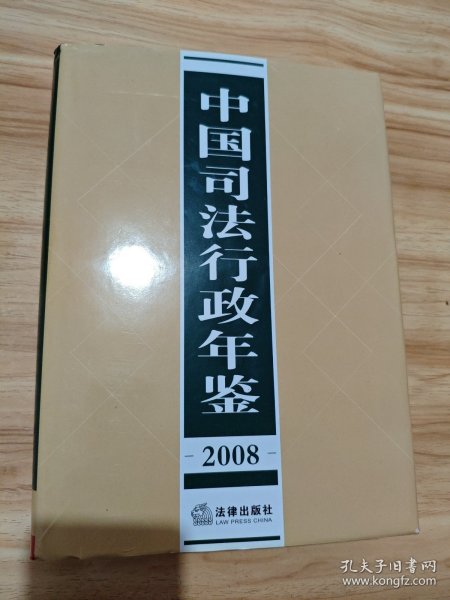 中国司法行政年鉴
-2008-
法律出版社
LAW PRESS CHINA
孔夫子旧书网
www.kongfz.com